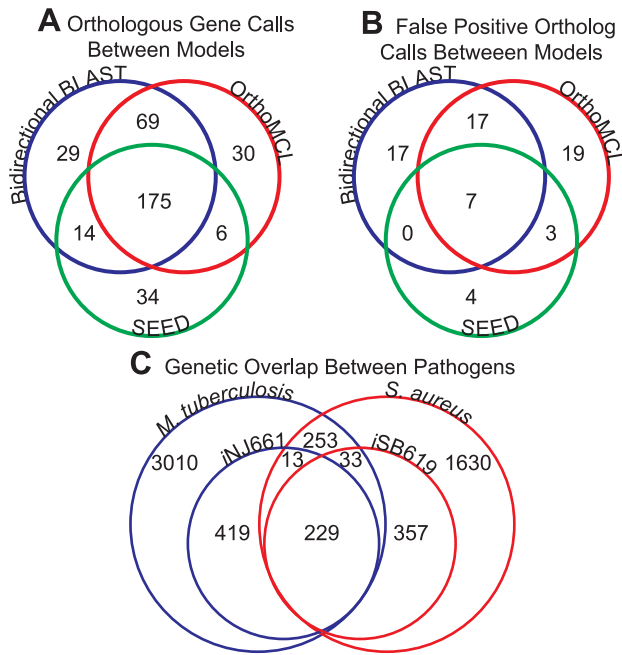 A Orthologous Gene Calls
Between Models
Bidirectional BLAST
OrthoMCL
69
29
30
175
14
6
34
SEED
B False Positive Ortholog
Calls Betweeen Models
Bidirectional BLAST
OrthoMCL
17
17
19
7
0
3
4
SEED
C Genetic Overlap Between Pathogens
M. tuberculosis
S. aureus
iNJ661
253
iSB619
3010
13
33
1630
419
229
357